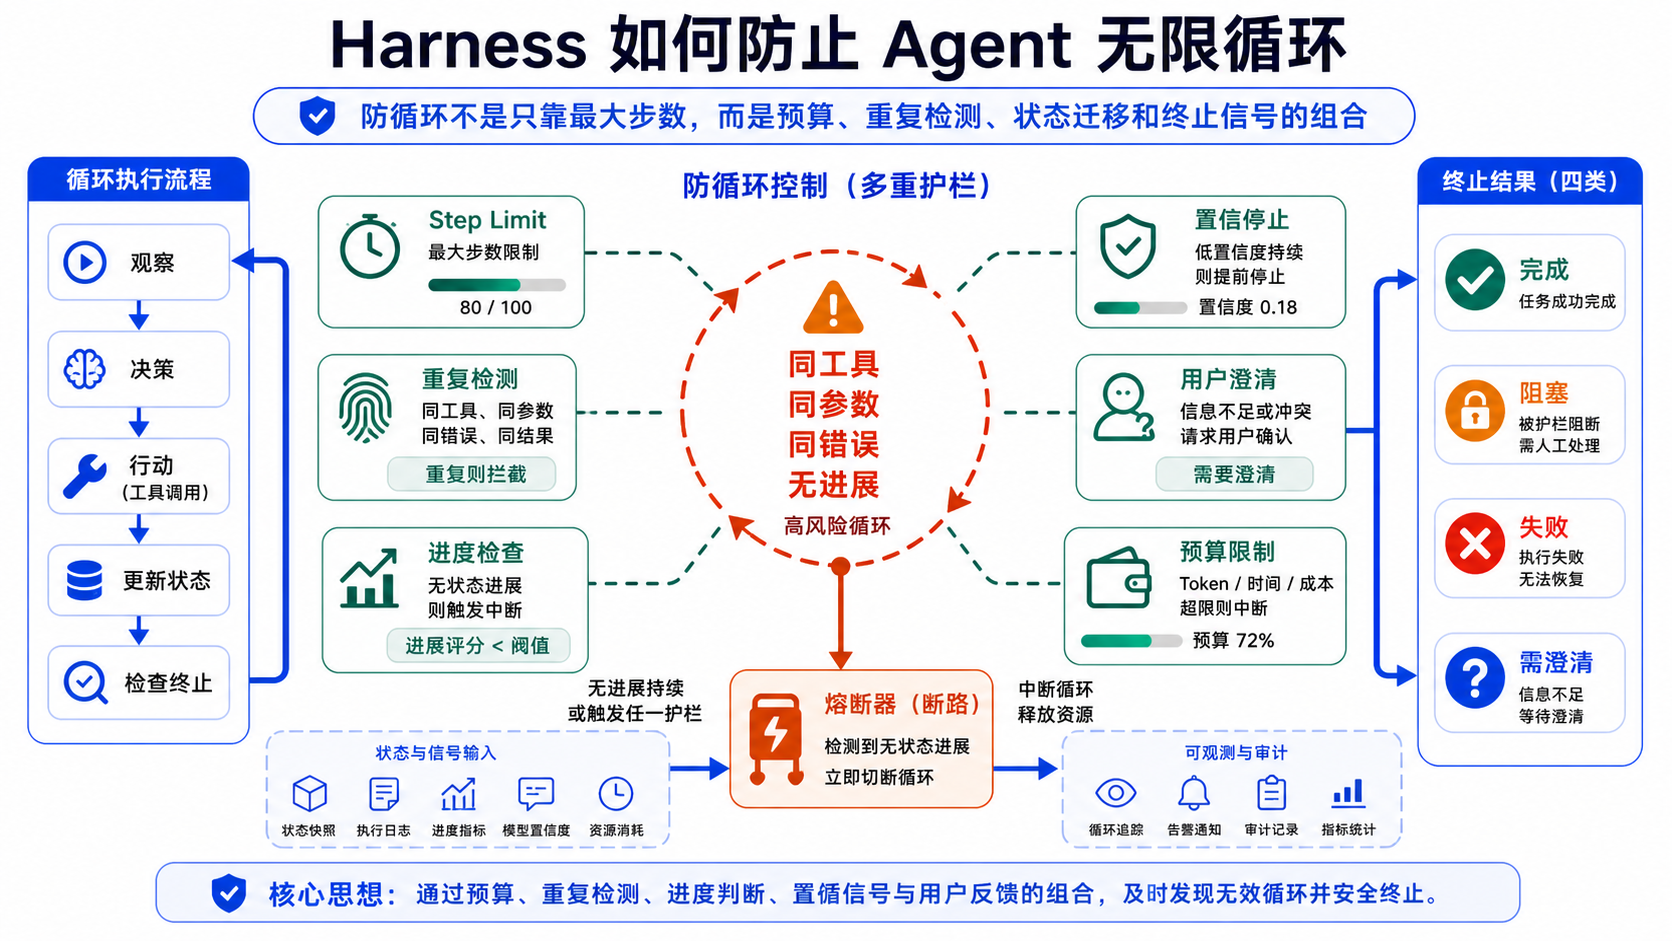 Harness 如何防止 Agent 无限循环
防循环不是只靠最大步数，而是预算、重复检测、状态迁移和终止信号的组合
循环执行流程
观察
决策
行动
(工具调用)
更新状态
检查终止
防循环控制（多重护栏）
Step Limit
最大步数限制
80 / 100
重复检测
同工具、同参数
同错误、同结果
重复则拦截
进度检查
无状态进展
则触发中断
进展评分 < 阀值
同工具
同参数
同错误
无进展
高风险循环
置信停止
低置信度持续
则提前停止
置信度 0.18
用户澄清
信息不足或冲突
请求用户确认
需要澄清
预算限制
Token / 时间 / 成本
超限则中断
预算 72%
终止结果（四类）
完成
任务成功完成
阻塞
被护栏阻断
需人工处理
失败
执行失败
无法恢复
需澄清
信息不足
等待澄清
无进展持续
或触发任一护栏
熔断器（断路）
检测到无状态进展
立即切断循环
中断循环
释放资源
状态与信号输入
状态快照
执行日志
进度指标
模型置信度
资源消耗
可观测与审计
循环追踪
告警通知
审计记录
指标统计
核心思想：通过预算、重复检测、进度判断、置循信号与用户反馈的组合，及时发现无效循环并安全终止。